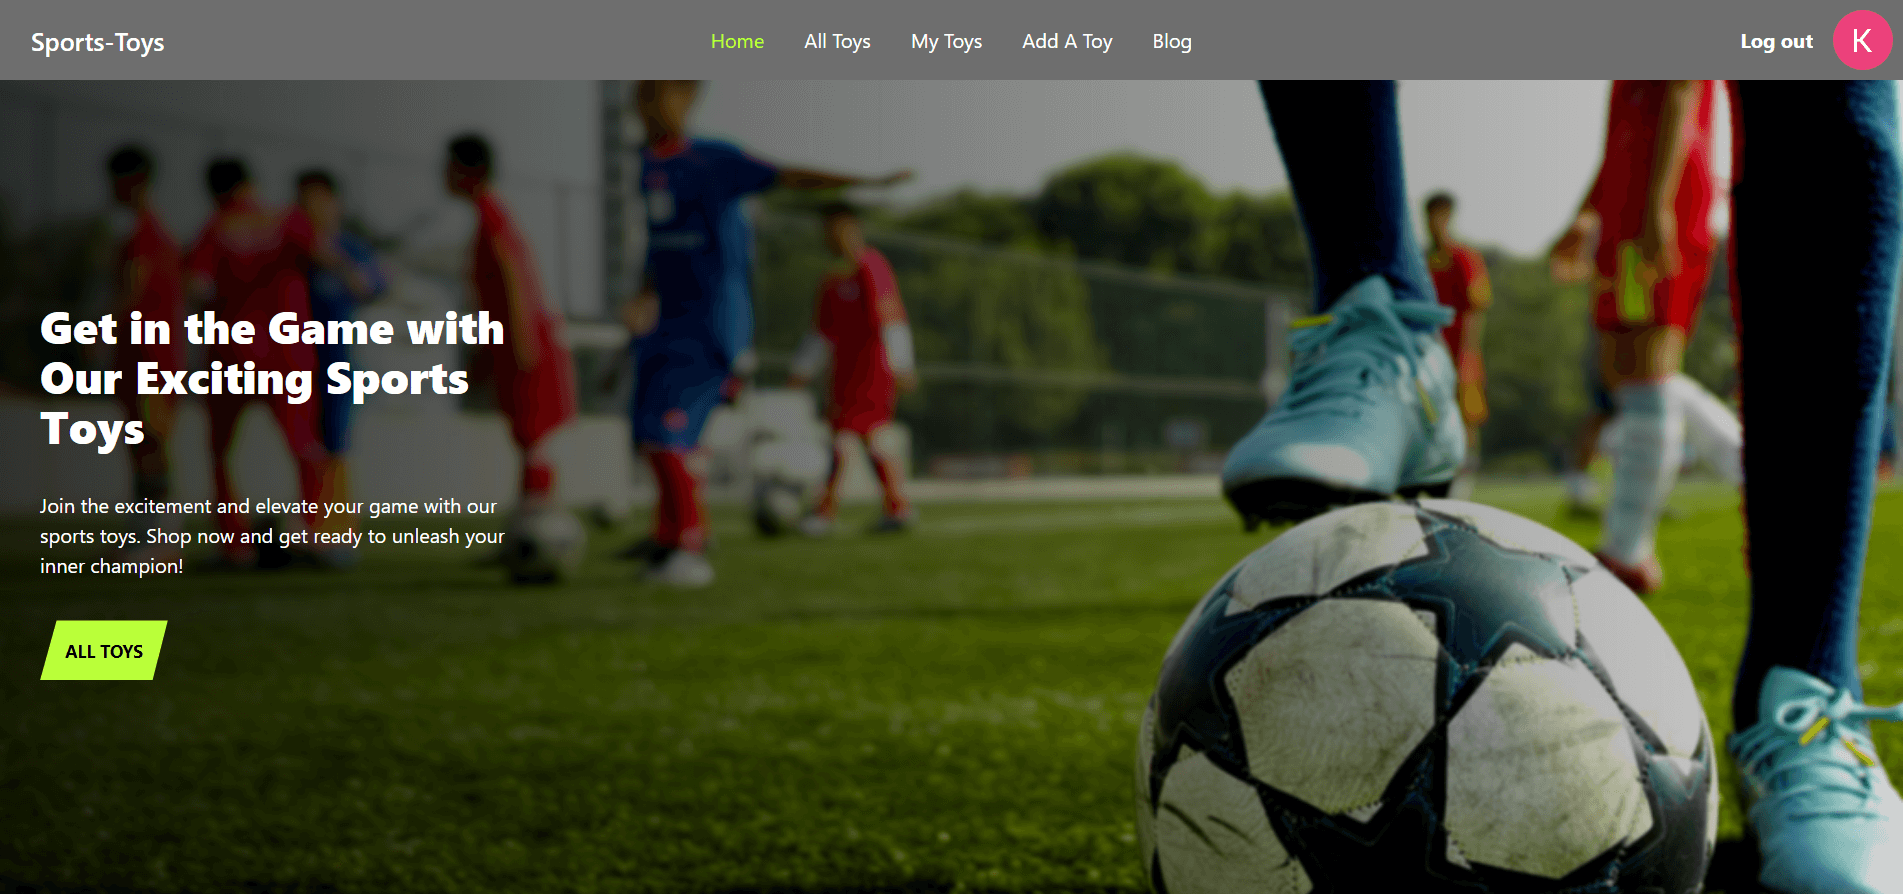 Sports-Toys
Home
All Toys
My Toys
Add A Toy
Blog
Log out
K
Get in the Game with
Our Exciting Sports
Toys
Join the excitement and elevate your game with our
sports toys. Shop now and get ready to unleash your
inner champion!
ALL TOYS